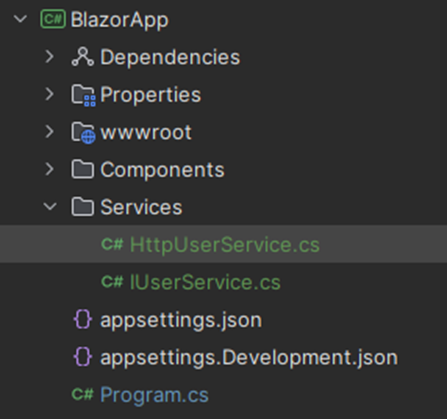 C# BlazorApp
Dependencies
Properties
wwwroot
Components
Services
C# HttpUserService.cs
C# IUserService.cs
{} appsettings.json
{} appsettings.Development.json
C# Program.cs